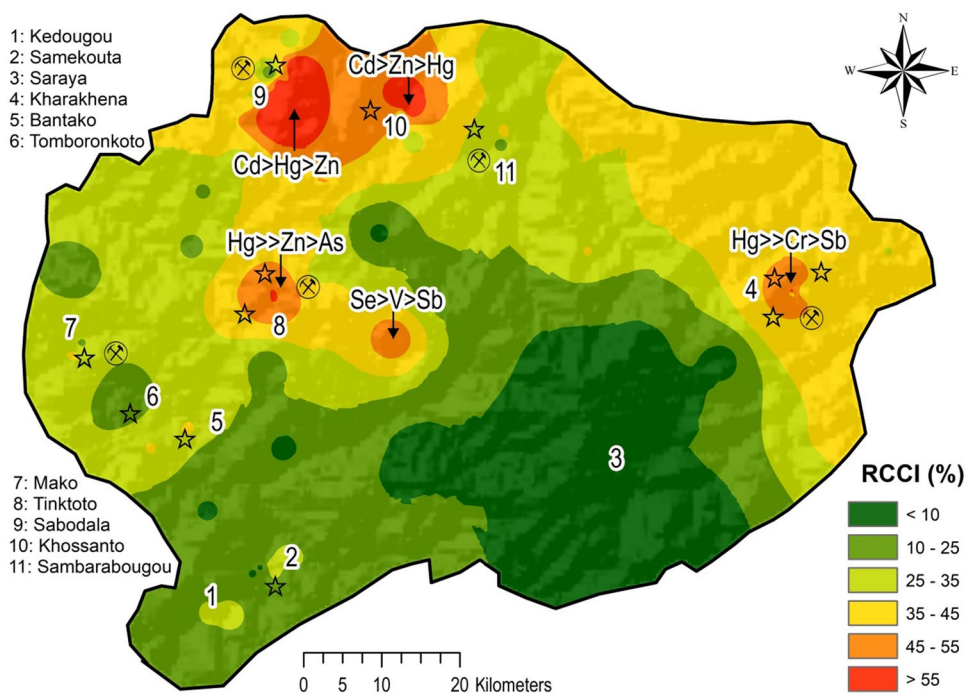 1: Kedougou
2: Samekouta
3: Saraya
4: Kharakhena
5: Bantako
6: Tomboronkoto
N
W
E
S
Cd>Zn>Hg
9
10
Cd>Hg>Zn
11
Hg>>Zn>As
Hg>>Cr>Sb
Se>V>Sb
4
8
7
6
5
3
7: Mako
8: Tinktoto
9: Sabodala
10: Khossanto
11: Sambarabougou
2
1
RCCI (%)
< 10
10 - 25
25 - 35
35 - 45
45 - 55
> 55
0 5 10 20 Kilometers